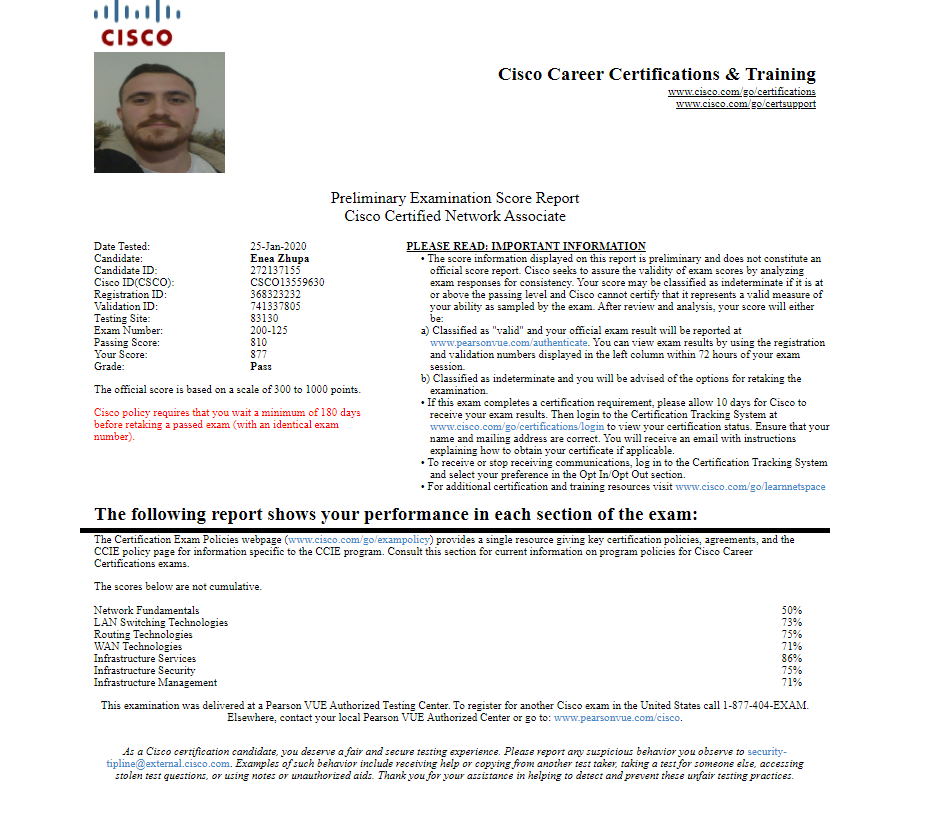 CISCO
Cisco Career Certifications & Training
www.cisco.com/go/certifications
www.cisco.com/go/certsupport
Preliminary Examination Score Report
Cisco Certified Network Associate
Date Tested: 25-Jan-2020
Candidate: Enea Zhupa
Candidate ID: 272137155
Cisco ID(CSCO): CSCO13559630
Registration ID: 368323232
Validation ID: 741337805
Testing Site: 83130
Exam Number: 200-125
Passing Score: 810
Your Score: 877
Grade: Pass
The official score is based on a scale of 300 to 1000 points.
Cisco policy requires that you wait a minimum of 180 days
before retaking a passed exam (with an identical exam
number).
PLEASE READ: IMPORTANT INFORMATION
• The score information displayed on this report is preliminary and does not constitute an
official score report. Cisco seeks to assure the validity of exam scores by analyzing
exam responses for consistency. Your score may be classified as indeterminate if it is at
or above the passing level and Cisco cannot certify that it represents a valid measure of
your ability as sampled by the exam. After review and analysis, your score will either
be:
a) Classified as "valid" and your official exam result will be reported at
www.pearsonvue.com/authenticate. You can view exam results by using the registration
and validation numbers displayed in the left column within 72 hours of your exam
session.
b) Classified as indeterminate and you will be advised of the options for retaking the
examination.
• If this exam completes a certification requirement, please allow 10 days for Cisco to
receive your exam results. Then login to the Certification Tracking System at
www.cisco.com/go/certifications/login to view your certification status. Ensure that your
name and mailing address are correct. You will receive an email with instructions
explaining how to obtain your certificate if applicable.
• To receive or stop receiving communications, log in to the Certification Tracking System
and select your preference in the Opt In/Opt Out section.
• For additional certification and training resources visit www.cisco.com/go/learnnetspace
The following report shows your performance in each section of the exam:
The Certification Exam Policies webpage (www.cisco.com/go/exampolicy) provides a single resource giving key certification policies, agreements, and the
CCIE policy page for information specific to the CCIE program. Consult this section for current information on program policies for Cisco Career
Certifications exams.
The scores below are not cumulative.
Network Fundamentals 50%
LAN Switching Technologies 73%
Routing Technologies 75%
WAN Technologies 71%
Infrastructure Services 86%
Infrastructure Security 75%
Infrastructure Management 71%
This examination was delivered at a Pearson VUE Authorized Testing Center. To register for another Cisco exam in the United States call 1-877-404-EXAM.
Elsewhere, contact your local Pearson VUE Authorized Center or go to: www.pearsonvue.com/cisco.
As a Cisco certification candidate, you deserve a fair and secure testing experience. Please report any suspicious behavior you observe to security-
tipline@external.cisco.com. Examples of such behavior include receiving help or copying from another test taker, taking a test for someone else, accessing
stolen test questions, or using notes or unauthorized aids. Thank you for your assistance in helping to detect and prevent these unfair testing practices.